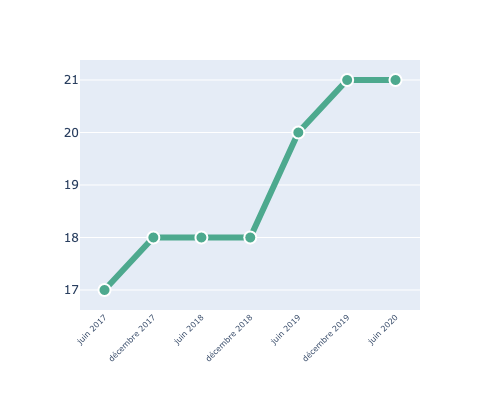 21
20
19
18
17
juin 2017
décembre 2017
juin 2018
décembre 2018
juin 2019
décembre 2019
juin 2020